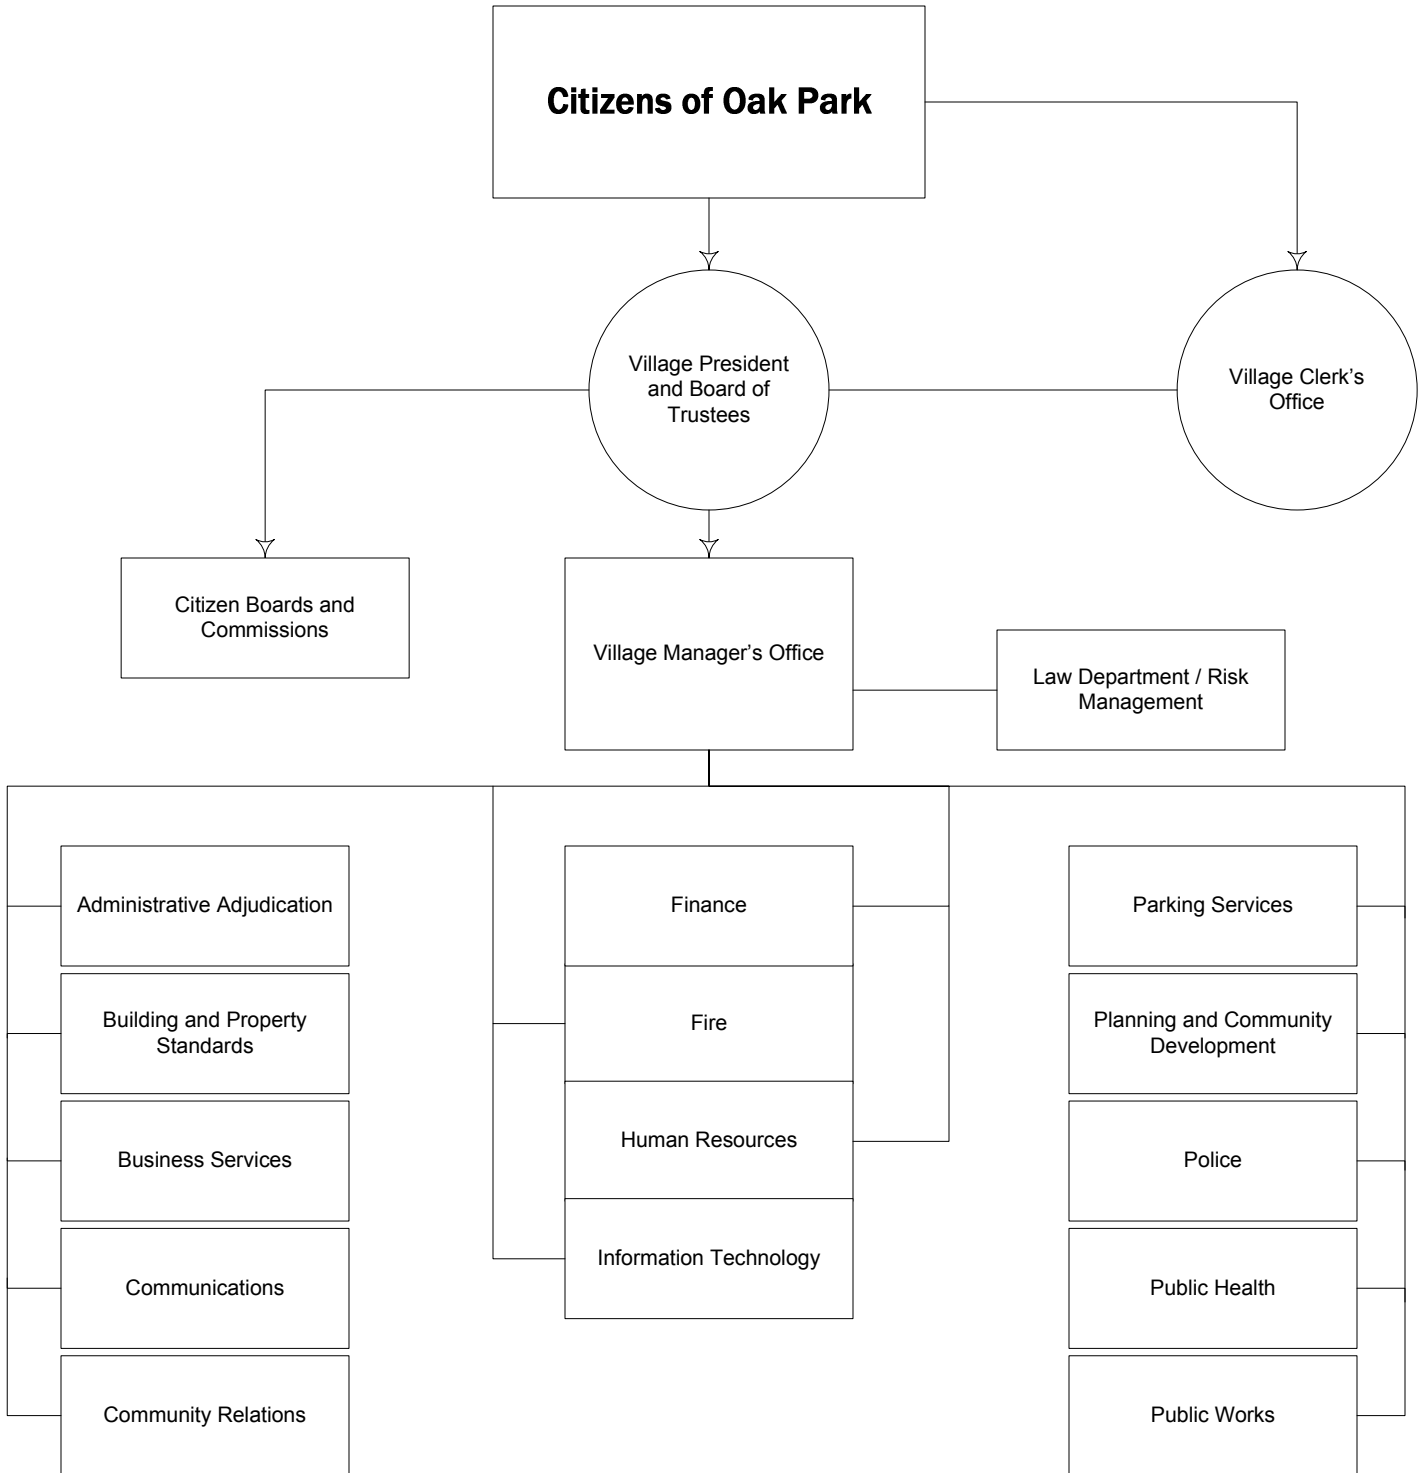 Citizens of Oak Park
Village President
and Board of
Trustees
Village Clerk’s
Office
Citizen Boards and
Commissions
Village Manager’s Office
Law Department / Risk
Management
Administrative Adjudication
Building and Property
Standards
Business Services
Communications
Community Relations
Finance
Fire
Human Resources
Information Technology
Parking Services
Planning and Community
Development
Police
Public Health
Public Works